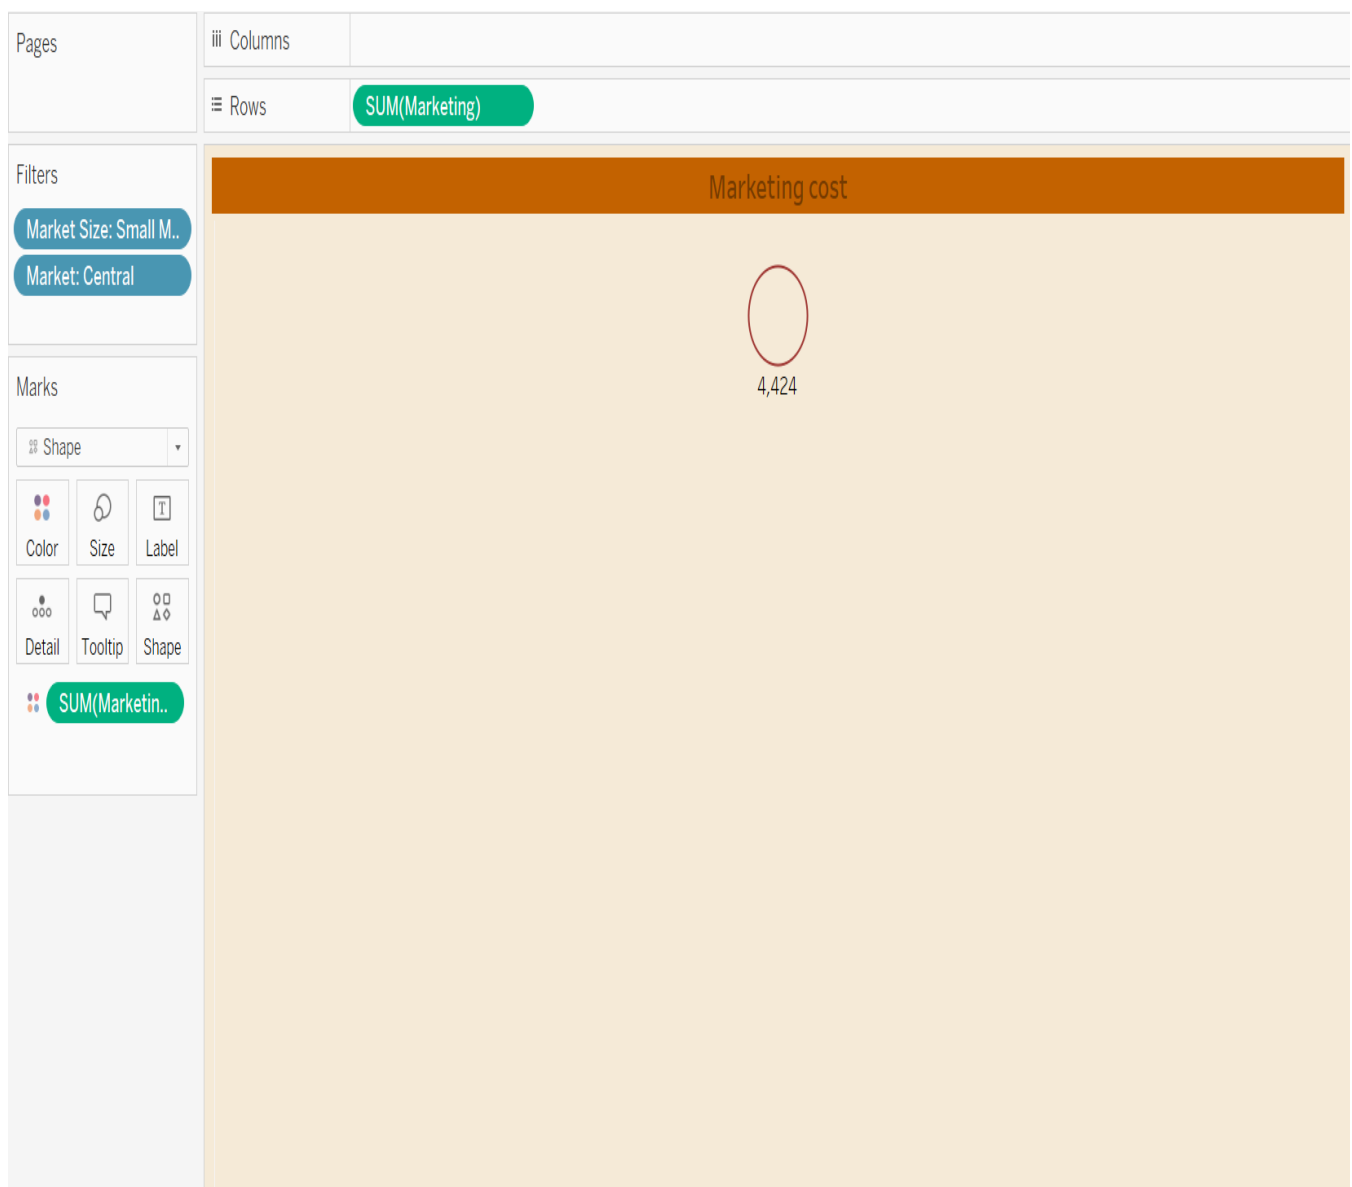 Pages
Columns
Rows
SUM(Marketing)
Filters
Market Size: Small M..
Market: Central
Marketing cost
4,424
Marks
Shape
Color
Size
T
Label
Detail
Tooltip
Shape
SUM(Marketin..